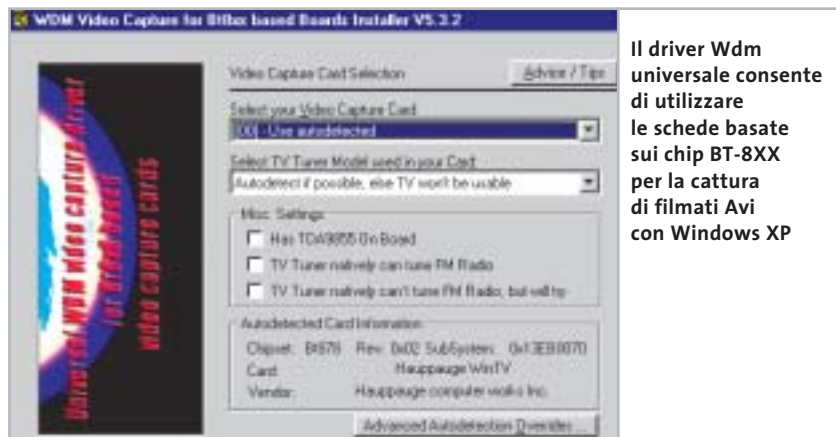 WDM Video Capture for Bt8xx based Boards Installer V5.3.2
Universal WDM video capture driver
for Bt8xx based
video capture cards
Video Capture Card Selection
Advice / Tips
Select your Video Capture Card
[00] - Use autodetected
Select TV Tuner Model used in your Card
Autodetect if possible, else TV won't be usable
Misc. Settings
Has TDA9855 On Board
TV Tuner natively can tune FM Radio
TV Tuner natively can't tune FM Radio, but will try
Autodetected Card Information
Chipset: Bt878 Rev: 0x02 SubSystem: 0x13EB0070
Card: Hauppauge WinTV
Vendor: Hauppauge computer works Inc.
Advanced Autodetection Overrides ...
Il driver Wdm
universale consente
di utilizzare
le schede basate
sui chip BT-8XX
per la cattura
di filmati Avi
con Windows XP